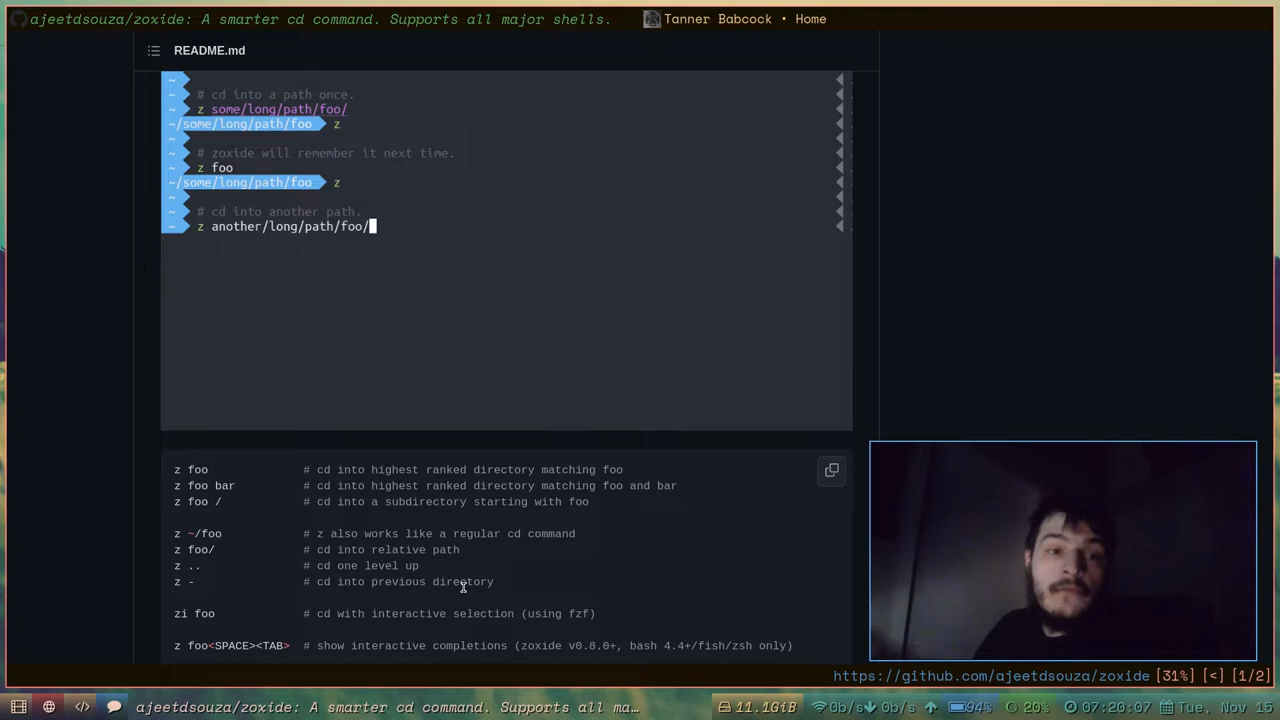 ajeetdsouza/zoxide: A smarter cd command. Supports all major shells.
Tanner Babcock • Home
README.md
~
~ # cd into a path once.
~ z some/long/path/foo/
~/some/long/path/foo z
~
~ # zoxide will remember it next time.
~ z foo
~/some/long/path/foo z
~
~ # cd into another path.
~ z another/long/path/foo/
z foo # cd into highest ranked directory matching foo
z foo bar # cd into highest ranked directory matching foo and bar
z foo / # cd into a subdirectory starting with foo
z ~/foo # z also works like a regular cd command
z foo/ # cd into relative path
z .. # cd one level up
z - # cd into previous directory
zi foo # cd with interactive selection (using fzf)
z foo<SPACE><TAB> # show interactive completions (zoxide v0.8.0+, bash 4.4+/fish/zsh only)
https://github.com/ajeetdsouza/zoxide [31%] [<] [1/2]
ajeetdsouza/zoxide: A smarter cd command. Supports all ma… 11.1GiB 0b/s 0b/s 94% 20% 07:20:07 Tue, Nov 15